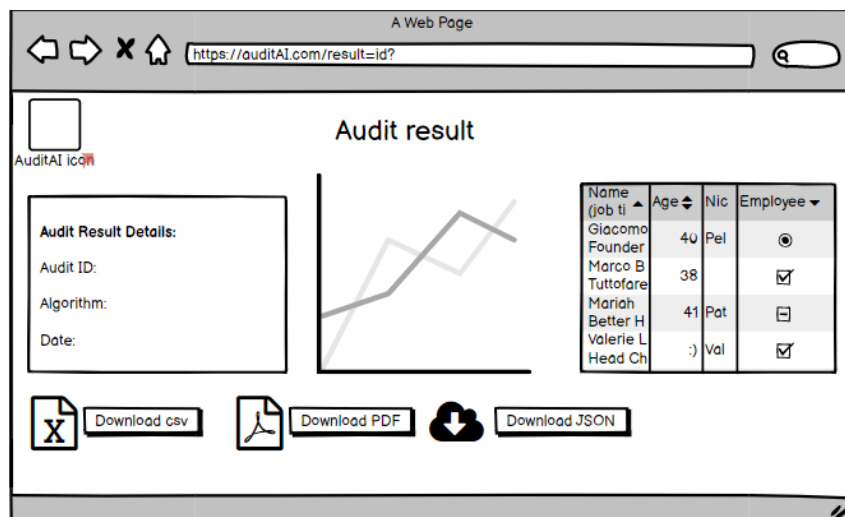 A Web Page
https://auditAI.com/result=id?
AuditAI icon
Audit result
Audit Result Details:
Audit ID:
Algorithm:
Date:
Name
(job ti
Age
Nic
Employee
Giacomo
Founder
40
Pel
Marco B
Tuttofare
38
Mariah
Better H
41
Pat
Valerie L
Head Ch
:)
Val
X
Download csv
Download PDF
Download JSON